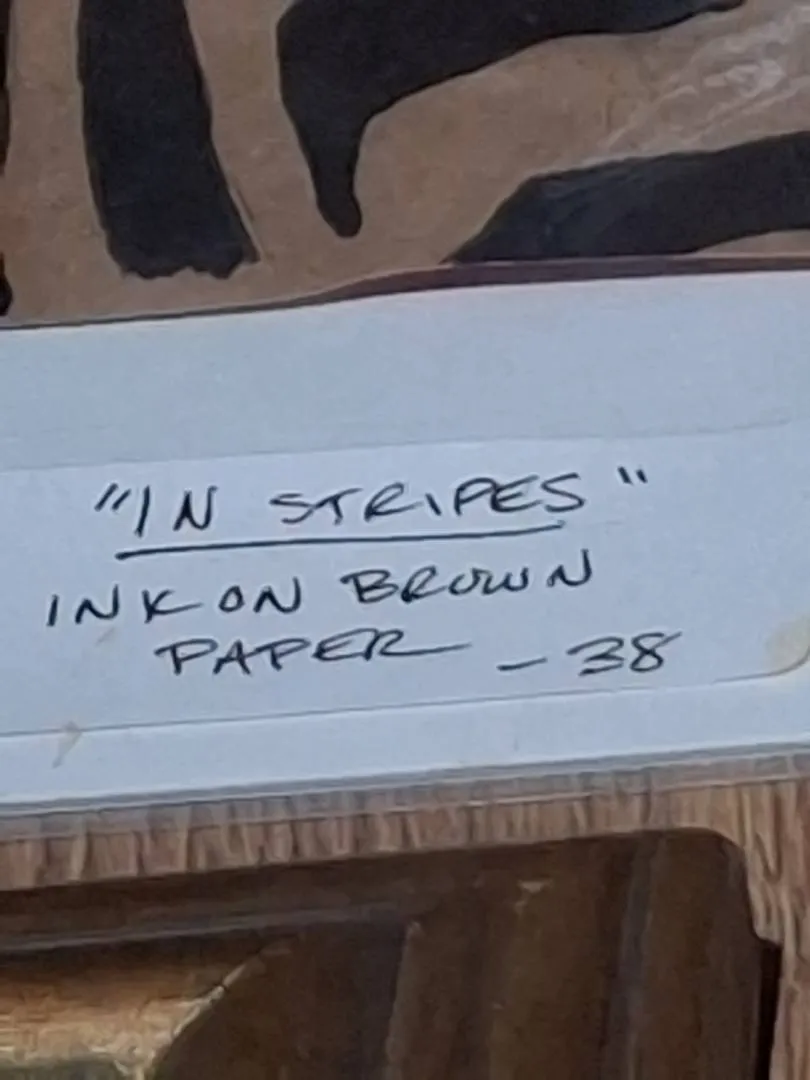 "IN STRIPES"
INK ON BROWN
PAPER - 38